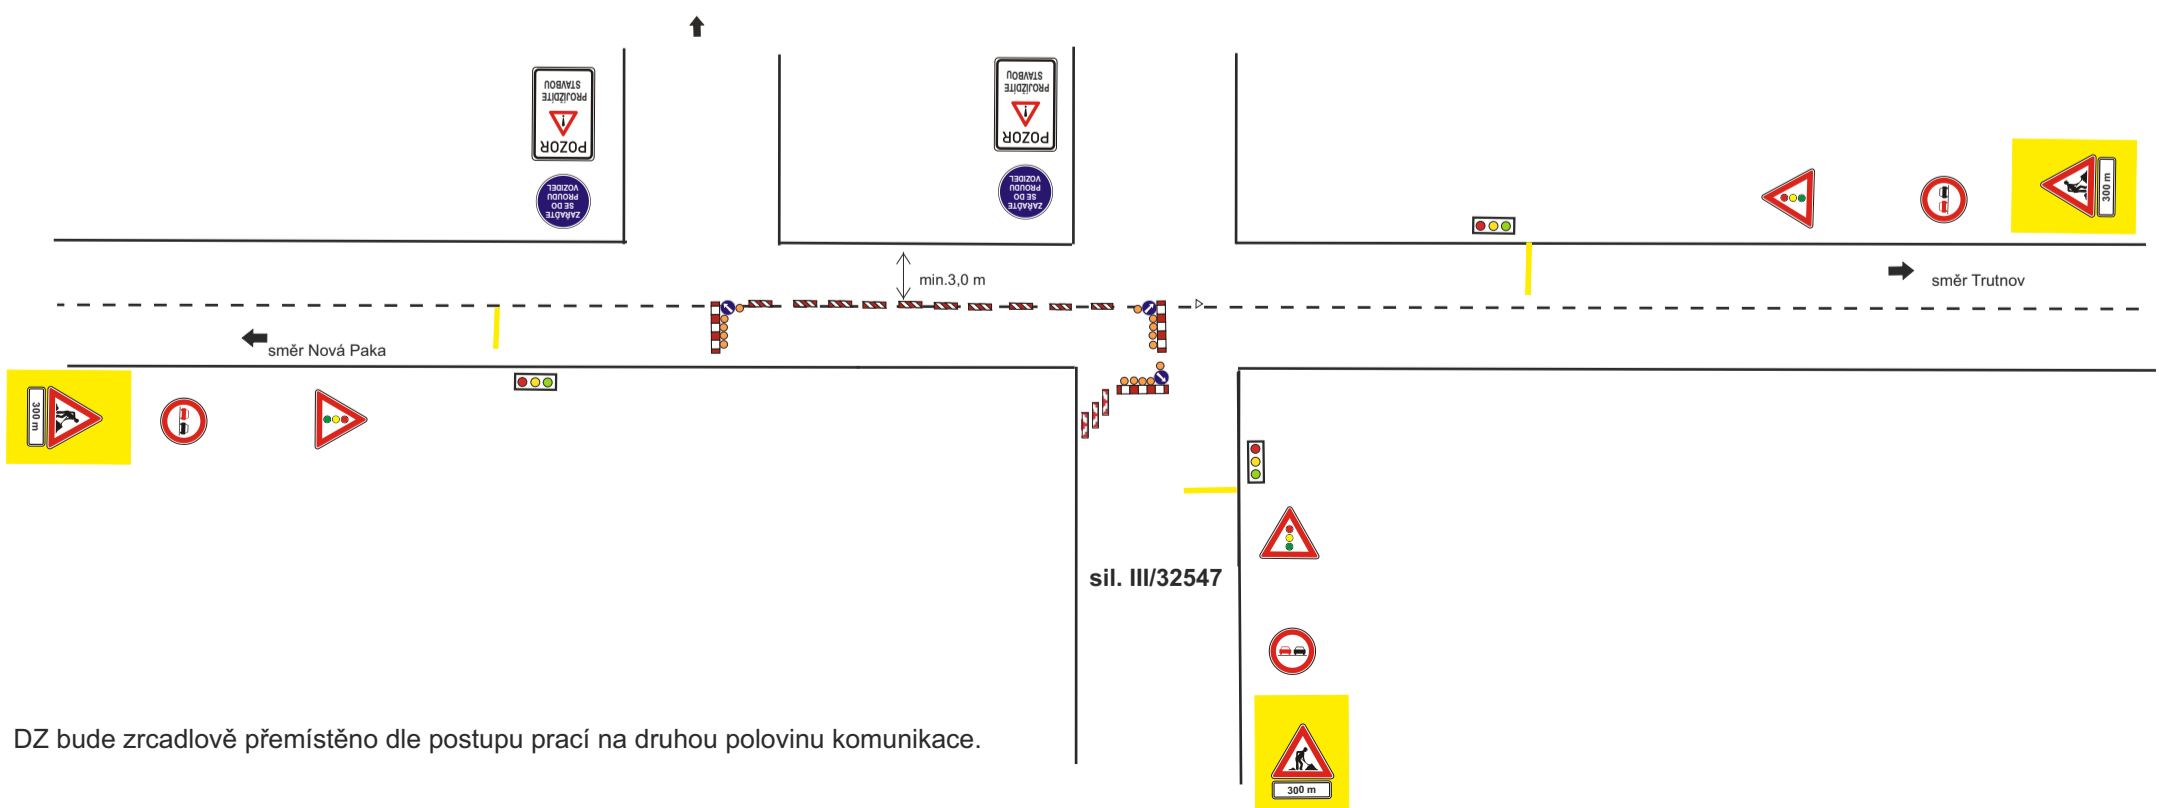 POZOR
PROJÍŽDÍTE
STAVBOU
ZAŘAĎTE
SE DO
PROUDU
VOZIDEL
POZOR
PROJÍŽDÍTE
STAVBOU
ZAŘAĎTE
SE DO
PROUDU
VOZIDEL
300 m
min.3,0 m
směr Trutnov
směr Nová Paka
300 m
sil. III/32547
DZ bude zrcadlově přemístěno dle postupu prací na druhou polovinu komunikace.
300 m